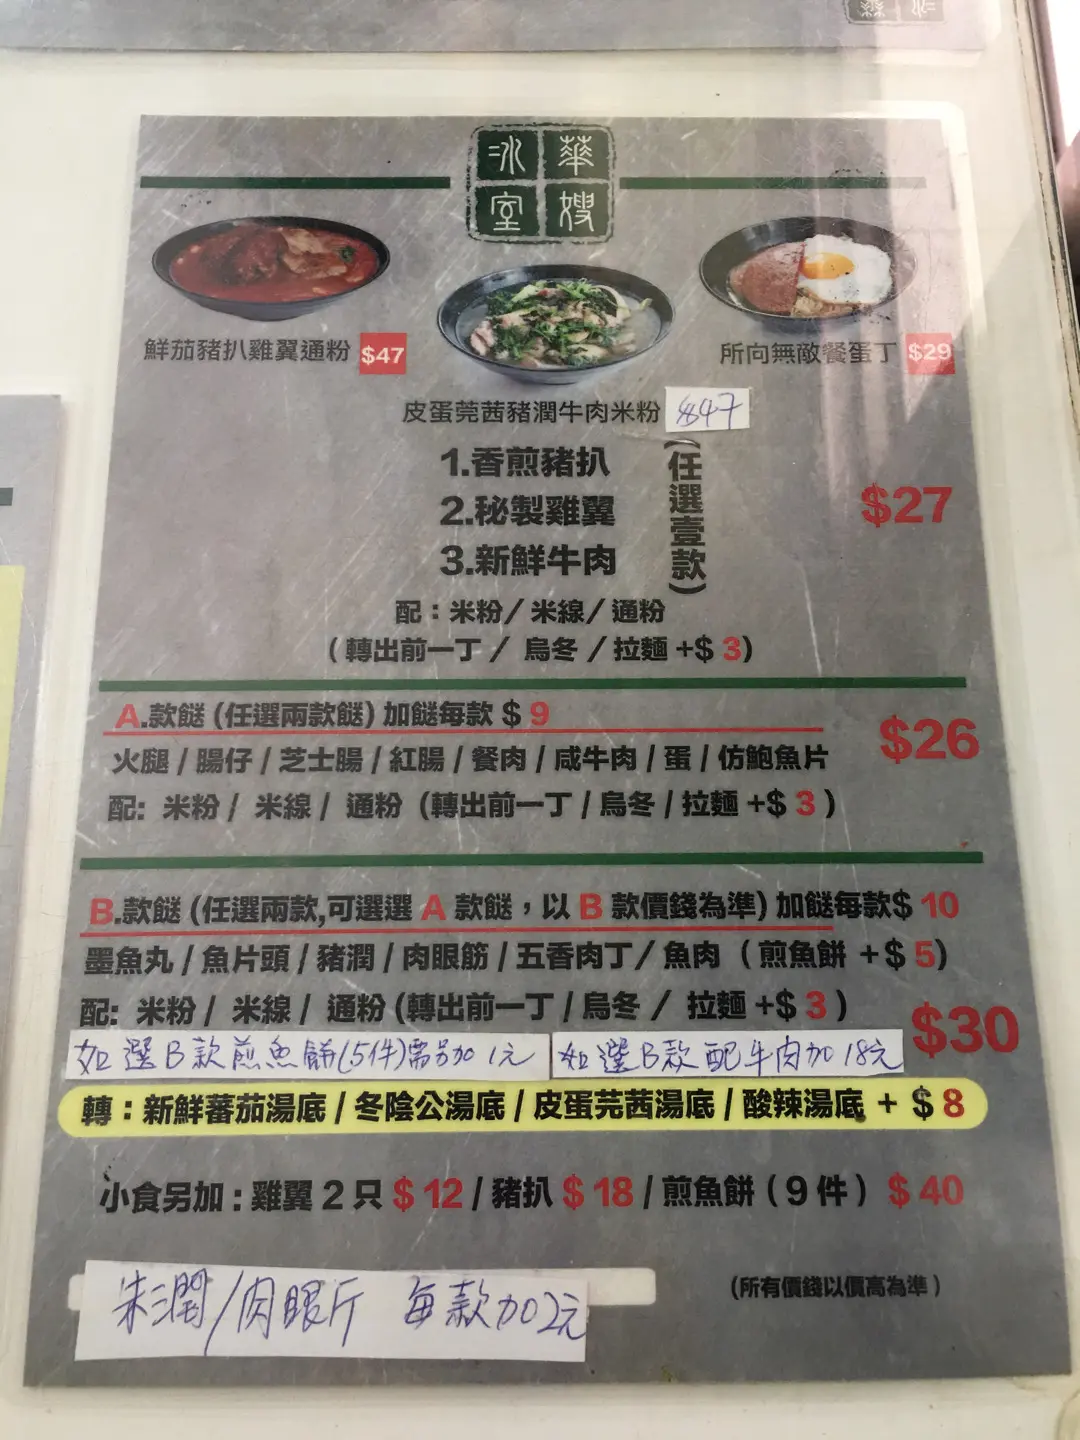 華嫂冰室
鮮茄豬扒雞翼通粉 $47
所向無敵餐蛋丁 $29
皮蛋莞茜豬潤牛肉米粉 $47
1.香煎豬扒
2.秘製雞翼
3.新鮮牛肉
(任選壹款)
$27
配：米粉/ 米線/ 通粉
(轉出前一丁 / 烏冬 /拉麵 +$ 3)
A.款餸 (任選兩款餸) 加餸每款 $ 9
$26
火腿 / 腸仔 / 芝士腸 / 紅腸 / 餐肉 / 咸牛肉 / 蛋 / 仿鮑魚片
配: 米粉 / 米線 / 通粉 (轉出前一丁 / 烏冬 / 拉麵 +$ 3 )
B.款餸 (任選兩款,可選選 A 款餸，以 B 款價錢為準) 加餸每款$ 10
墨魚丸 / 魚片頭 / 豬潤 / 肉眼筋 / 五香肉丁 / 魚肉 ( 煎魚餅 +$ 5)
配: 米粉 / 米線 / 通粉 (轉出前一丁 / 烏冬 / 拉麵 +$ 3 )
$30
如選B款煎魚餅(5件)需另加1元
如選B款配牛肉加18元
轉：新鮮蕃茄湯底 / 冬陰公湯底 / 皮蛋芫茜湯底 / 酸辣湯底 + $ 8
小食另加：雞翼 2 只 $ 12 / 豬扒 $ 18 / 煎魚餅 ( 9 件 ) $ 40
朱潤/肉眼斤 每款加2元
(所有價錢以價高為準 )